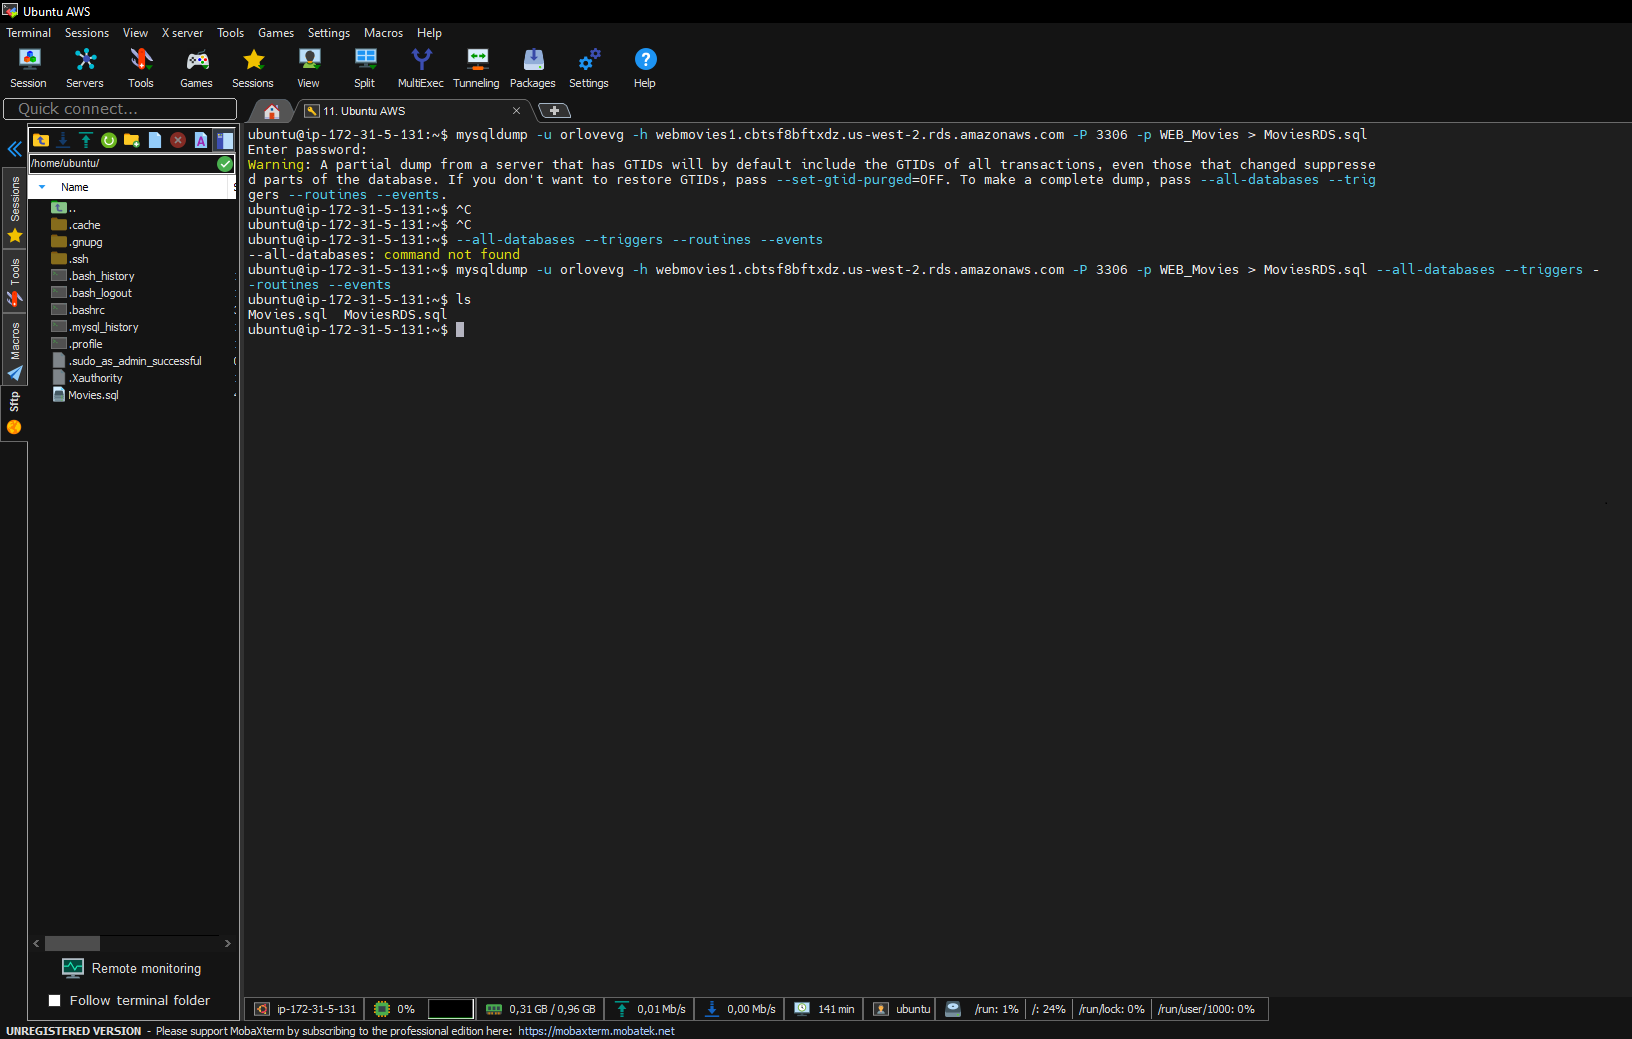 Ubuntu AWS
Terminal Sessions View X server Tools Games Settings Macros Help
Session Servers Tools Games Sessions View Split MultiExec Tunneling Packages Settings Help
Quick connect...
11. Ubuntu AWS
/home/ubuntu/
Name
..
.cache
.gnupg
.ssh
.bash_history
.bash_logout
.bashrc
.mysql_history
.profile
.sudo_as_admin_successful
.Xauthority
Movies.sql
Sessions
Tools
Macros
Sftp
ubuntu@ip-172-31-5-131:~$ mysqldump -u orlovevg -h webmovies1.cbtsf8bftxdz.us-west-2.rds.amazonaws.com -P 3306 -p WEB_Movies > MoviesRDS.sql
Enter password:
Warning: A partial dump from a server that has GTIDs will by default include the GTIDs of all transactions, even those that changed suppresse
d parts of the database. If you don't want to restore GTIDs, pass --set-gtid-purged=OFF. To make a complete dump, pass --all-databases --trig
gers --routines --events.
ubuntu@ip-172-31-5-131:~$ ^C
ubuntu@ip-172-31-5-131:~$ ^C
ubuntu@ip-172-31-5-131:~$ --all-databases --triggers --routines --events
--all-databases: command not found
ubuntu@ip-172-31-5-131:~$ mysqldump -u orlovevg -h webmovies1.cbtsf8bftxdz.us-west-2.rds.amazonaws.com -P 3306 -p WEB_Movies > MoviesRDS.sql --all-databases --triggers -
-routines --events
ubuntu@ip-172-31-5-131:~$ ls
Movies.sql  MoviesRDS.sql
ubuntu@ip-172-31-5-131:~$
Remote monitoring
Follow terminal folder
ip-172-31-5-131 0% 0,31 GB / 0,96 GB 0,01 Mb/s 0,00 Mb/s 141 min ubuntu /run: 1% /: 24% /run/lock: 0% /run/user/1000: 0%
UNREGISTERED VERSION - Please support MobaXterm by subscribing to the professional edition here: https://mobaxterm.mobatek.net